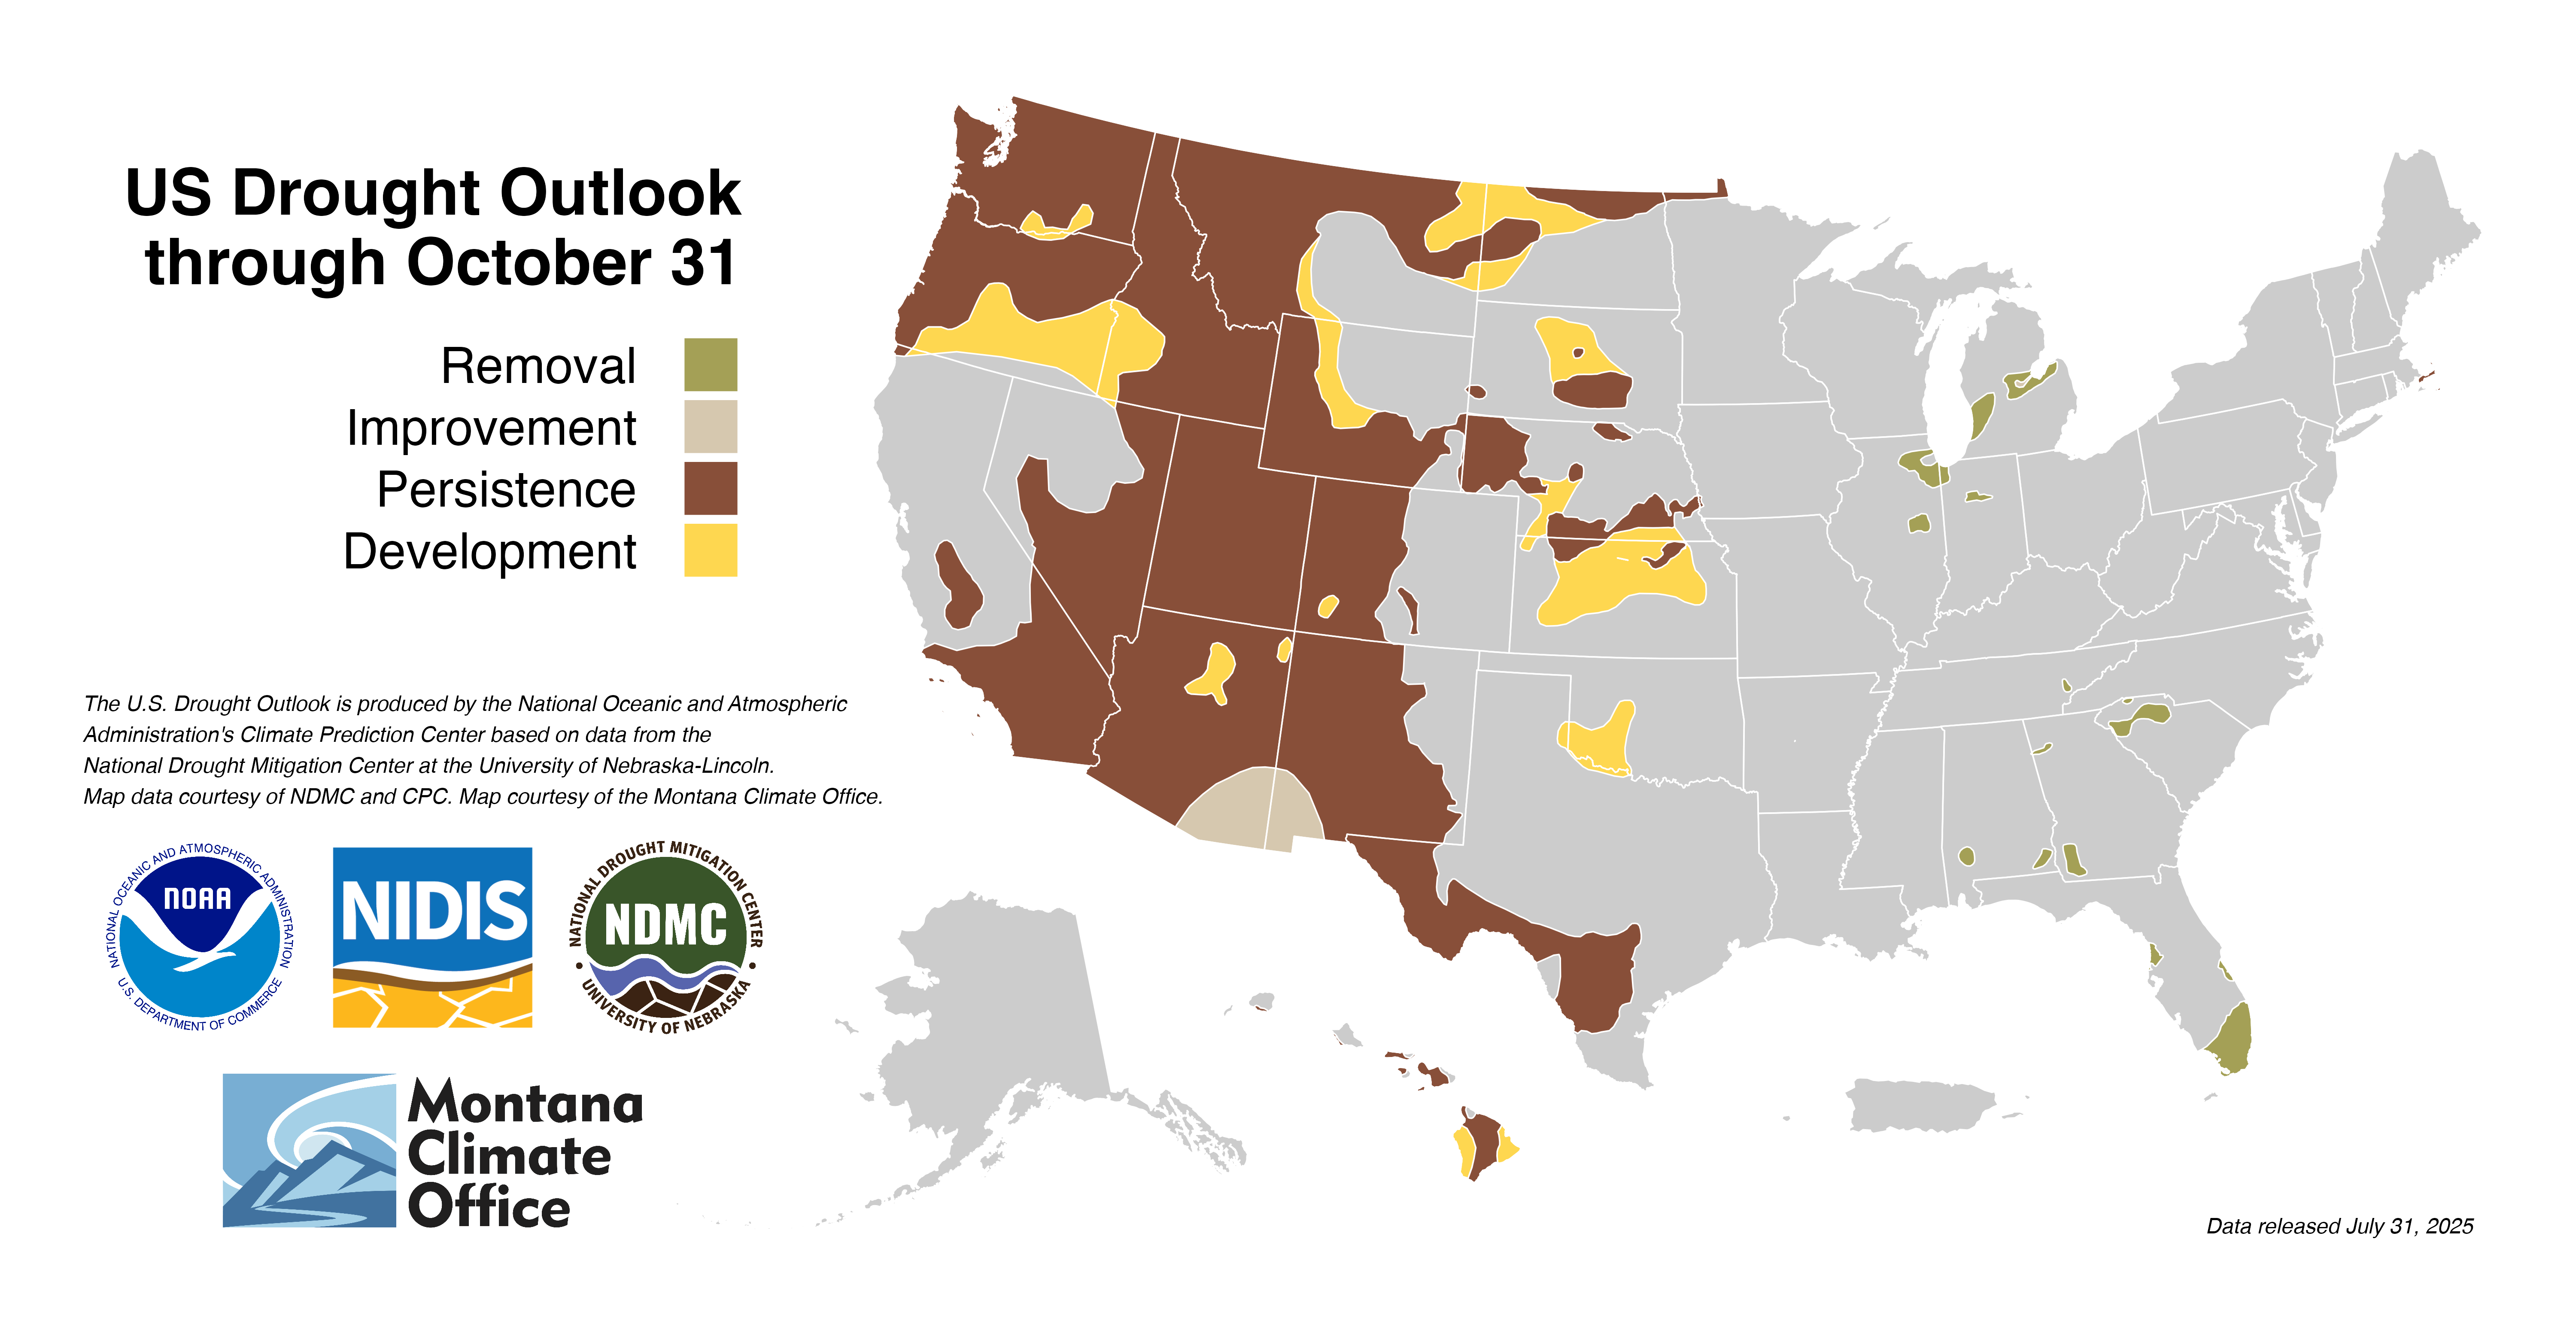 US Drought Outlook
through October 31
Removal
Improvement
Persistence
Development
The U.S. Drought Outlook is produced by the National Oceanic and Atmospheric
Administration's Climate Prediction Center based on data from the
National Drought Mitigation Center at the University of Nebraska-Lincoln.
Map data courtesy of NDMC and CPC. Map courtesy of the Montana Climate Office.
NATIONAL OCEANIC AND ATMOSPHERIC ADMINISTRATION
NOAA
U.S. DEPARTMENT OF COMMERCE
NIDIS
NATIONAL DROUGHT MITIGATION CENTER
NDMC
UNIVERSITY OF NEBRASKA
Montana
Climate
Office
Data released July 31, 2025